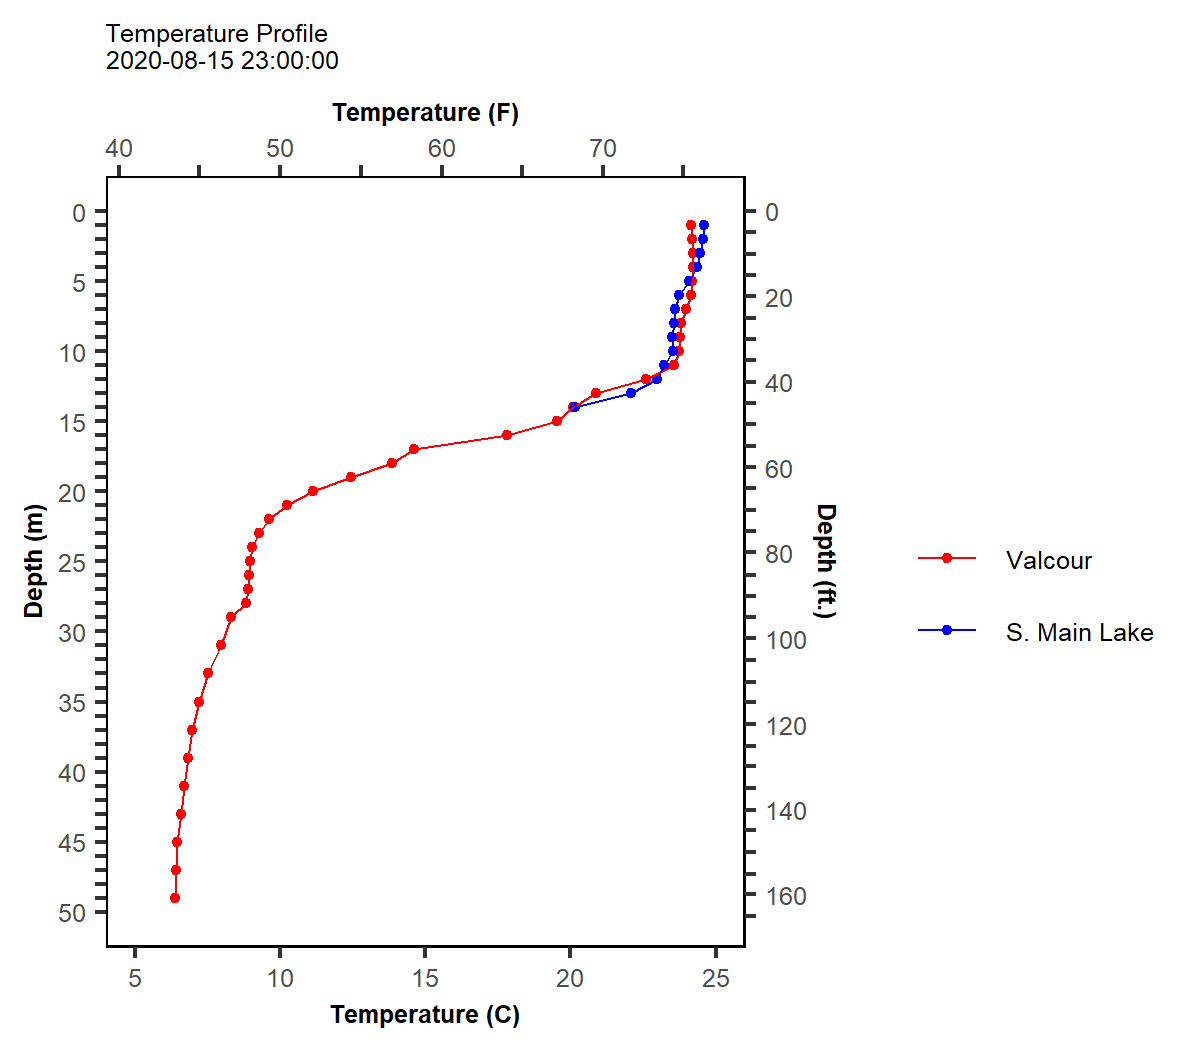 Temperature Profile
2020-08-15 23:00:00
Temperature (F)
40 50 60 70
0
5
10
15
20
25
30
35
40
45
50
Depth (m)
0
20
40
60
80
100
120
140
160
Depth (ft.)
Valcour
S. Main Lake
5 10 15 20 25
Temperature (C)